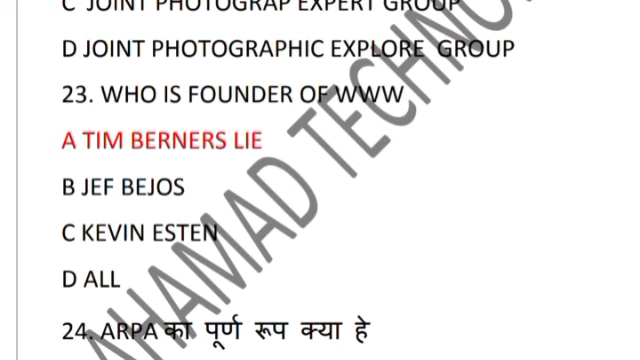 C JOINT PHOTOGRAP EXPERT GROUP
D JOINT PHOTOGRAPHIC EXPLORE GROUP
23. WHO IS FOUNDER OF WWW
A TIM BERNERS LIE
B JEF BEJOS
C KEVIN ESTEN
D ALL
24. ARPA का पूर्ण रूप क्या हे
AHAMAD TECHNO